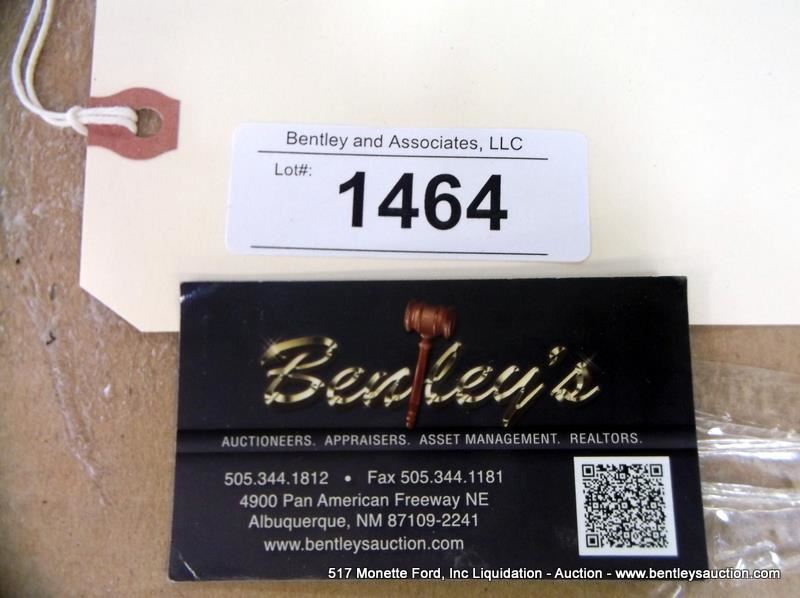 Bentley and Associates, LLC
Lot#:
1464
Bentley's
AUCTIONEERS. APPRAISERS. ASSET MANAGEMENT. REALTORS.
505.344.1812 • Fax 505.344.1181
4900 Pan American Freeway NE
Albuquerque, NM 87109-2241
www.bentleysauction.com
517 Monette Ford, Inc Liquidation - Auction - www.bentleysauction.com